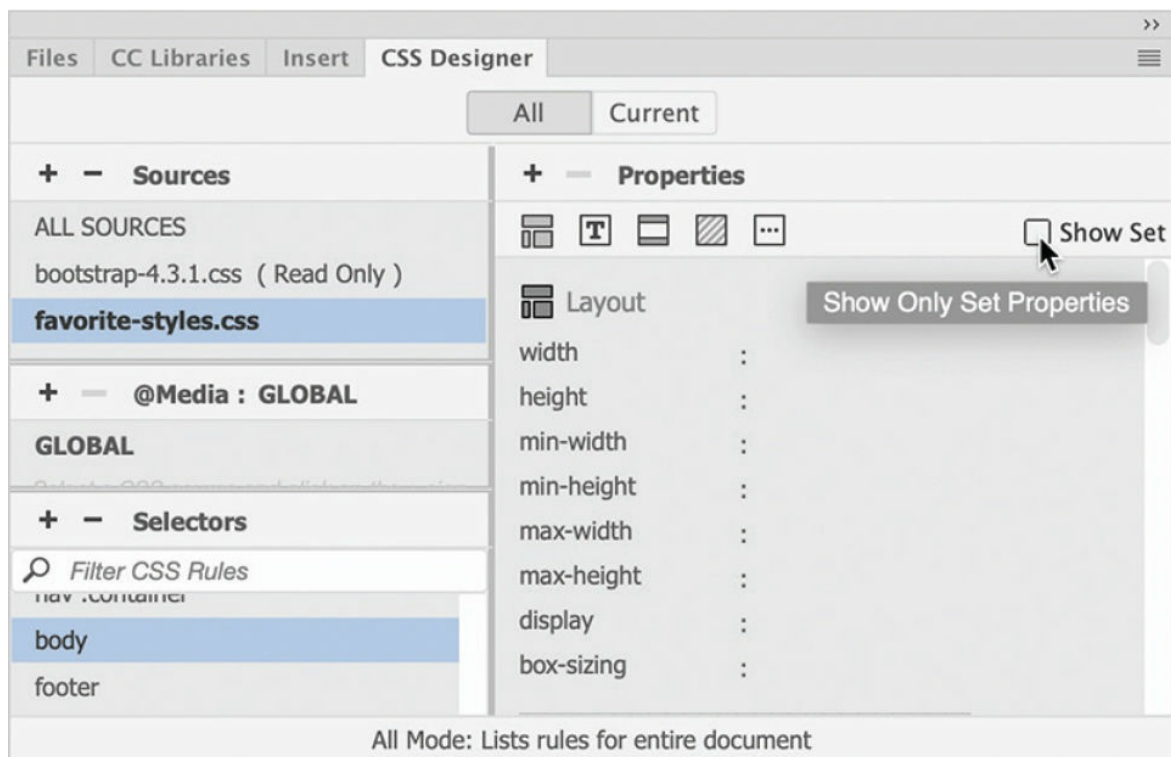 >>
Files CC Libraries Insert CSS Designer
All Current
+ − Sources
ALL SOURCES
bootstrap-4.3.1.css ( Read Only )
favorite-styles.css
+ − @Media : GLOBAL
GLOBAL
+ − Selectors
Filter CSS Rules
nav .container
body
footer
+ − Properties
T
Show Set
Show Only Set Properties
Layout
width :
height :
min-width :
min-height :
max-width :
max-height :
display :
box-sizing :
All Mode: Lists rules for entire document